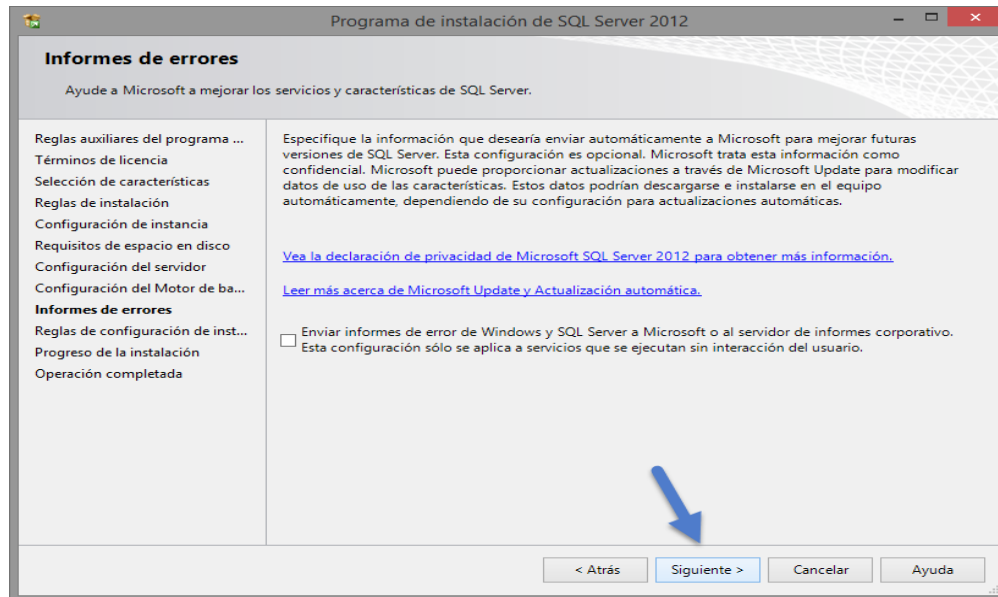 Programa de instalación de SQL Server 2012
Informes de errores
Ayude a Microsoft a mejorar los servicios y características de SQL Server.
Reglas auxiliares del programa ...
Términos de licencia
Selección de características
Reglas de instalación
Configuración de instancia
Requisitos de espacio en disco
Configuración del servidor
Configuración del Motor de ba...
Informes de errores
Reglas de configuración de inst...
Progreso de la instalación
Operación completada
Especifique la información que desearía enviar automáticamente a Microsoft para mejorar futuras
versiones de SQL Server. Esta configuración es opcional. Microsoft trata esta información como
confidencial. Microsoft puede proporcionar actualizaciones a través de Microsoft Update para modificar
datos de uso de las características. Estos datos podrían descargarse e instalarse en el equipo
automáticamente, dependiendo de su configuración para actualizaciones automáticas.
Vea la declaración de privacidad de Microsoft SQL Server 2012 para obtener más información.
Leer más acerca de Microsoft Update y Actualización automática.
Enviar informes de error de Windows y SQL Server a Microsoft o al servidor de informes corporativo.
Esta configuración sólo se aplica a servicios que se ejecutan sin interacción del usuario.
< Atrás
Siguiente >
Cancelar
Ayuda